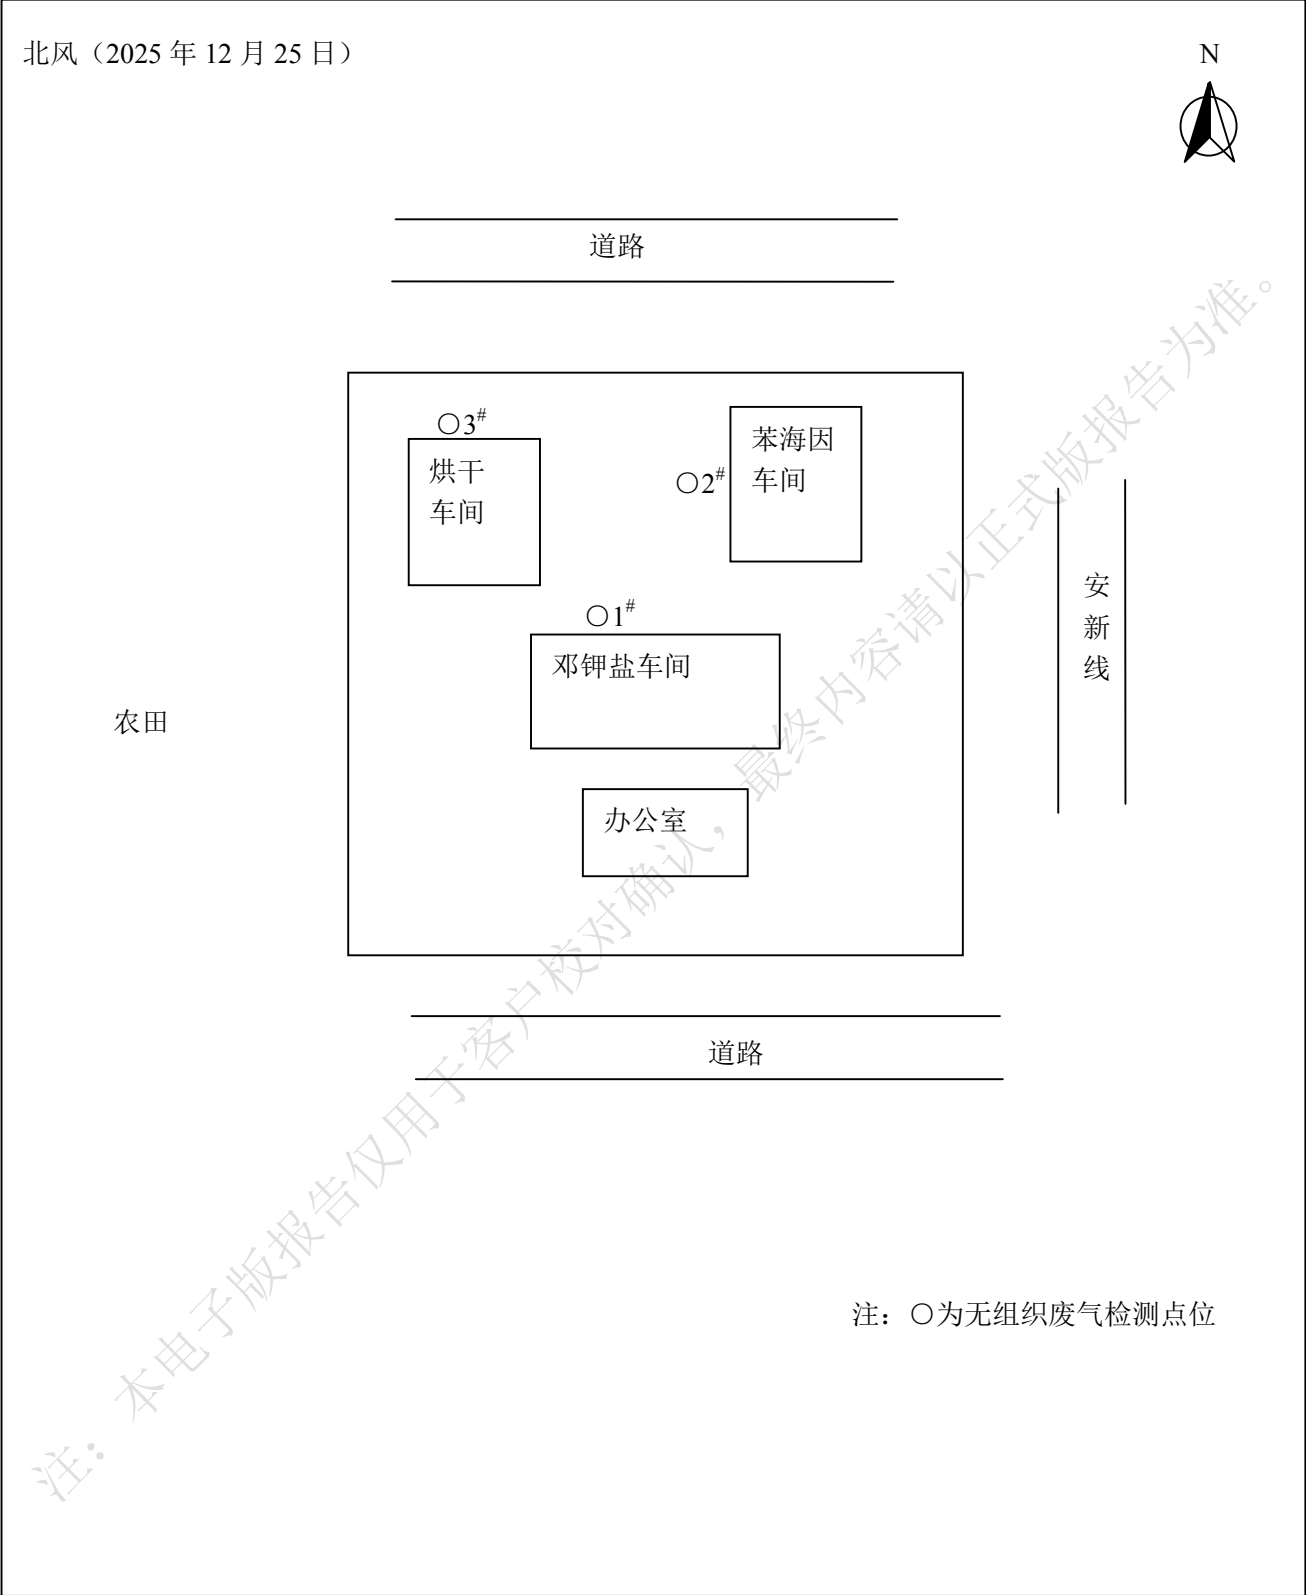 北风（2025 年 12 月 25 日）
N
道路
○3#
烘干
车间
苯海因
车间
○2#
○1#
邓钾盐车间
安
新
线
农田
办公室
道路
注：○为无组织废气检测点位
注：本电子版报告仅用于客户校对确认，最终内容请以正式版报告为准。